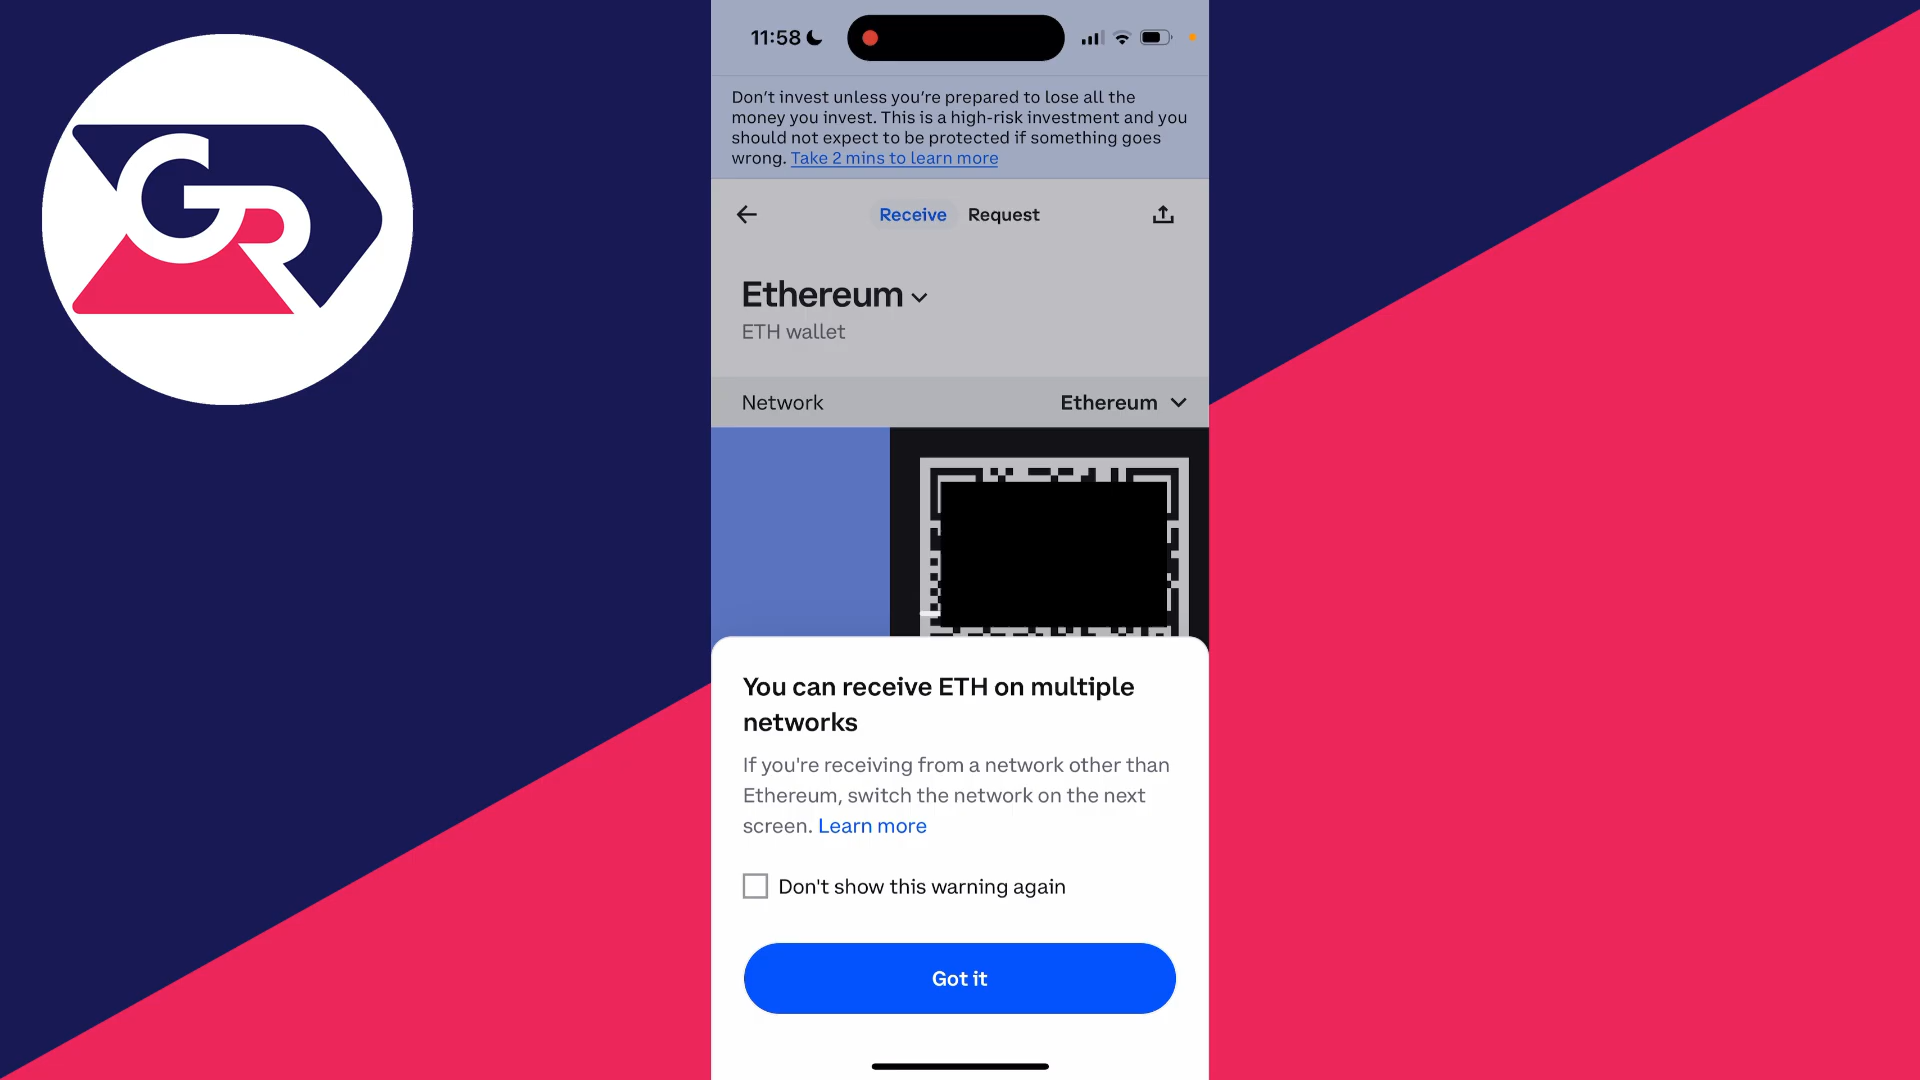 GR
11:58
Don’t invest unless you’re prepared to lose all the
money you invest. This is a high-risk investment and you
should not expect to be protected if something goes
wrong. Take 2 mins to learn more
Receive Request
Ethereum
ETH wallet
Network Ethereum
You can receive ETH on multiple
networks
If you're receiving from a network other than
Ethereum, switch the network on the next
screen. Learn more
Don't show this warning again
Got it